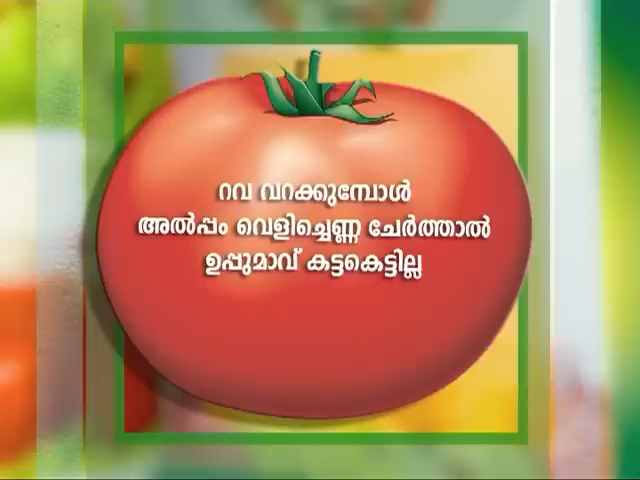 റവ വറക്കുമ്പോൾ
അൽപ്പം വെളിച്ചെണ്ണ ചേർത്താൽ
ഉപ്പുമാവ് കട്ടകെട്ടില്ല